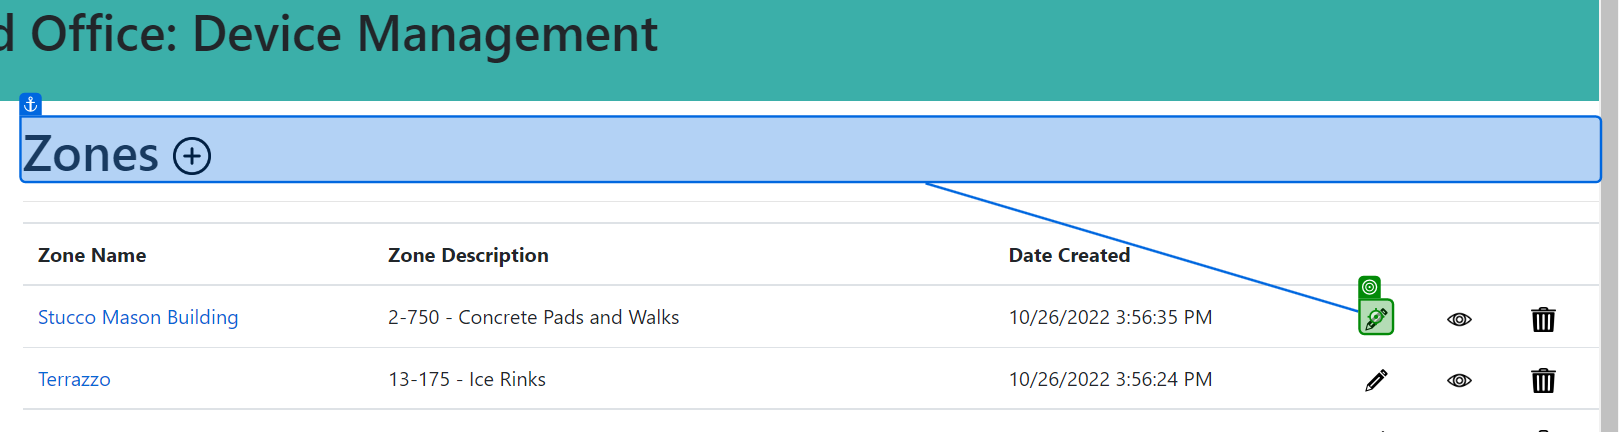 d Office: Device Management
Zones
Zone Name Zone Description Date Created
Stucco Mason Building 2-750 - Concrete Pads and Walks 10/26/2022 3:56:35 PM
Terrazzo 13-175 - Ice Rinks 10/26/2022 3:56:24 PM